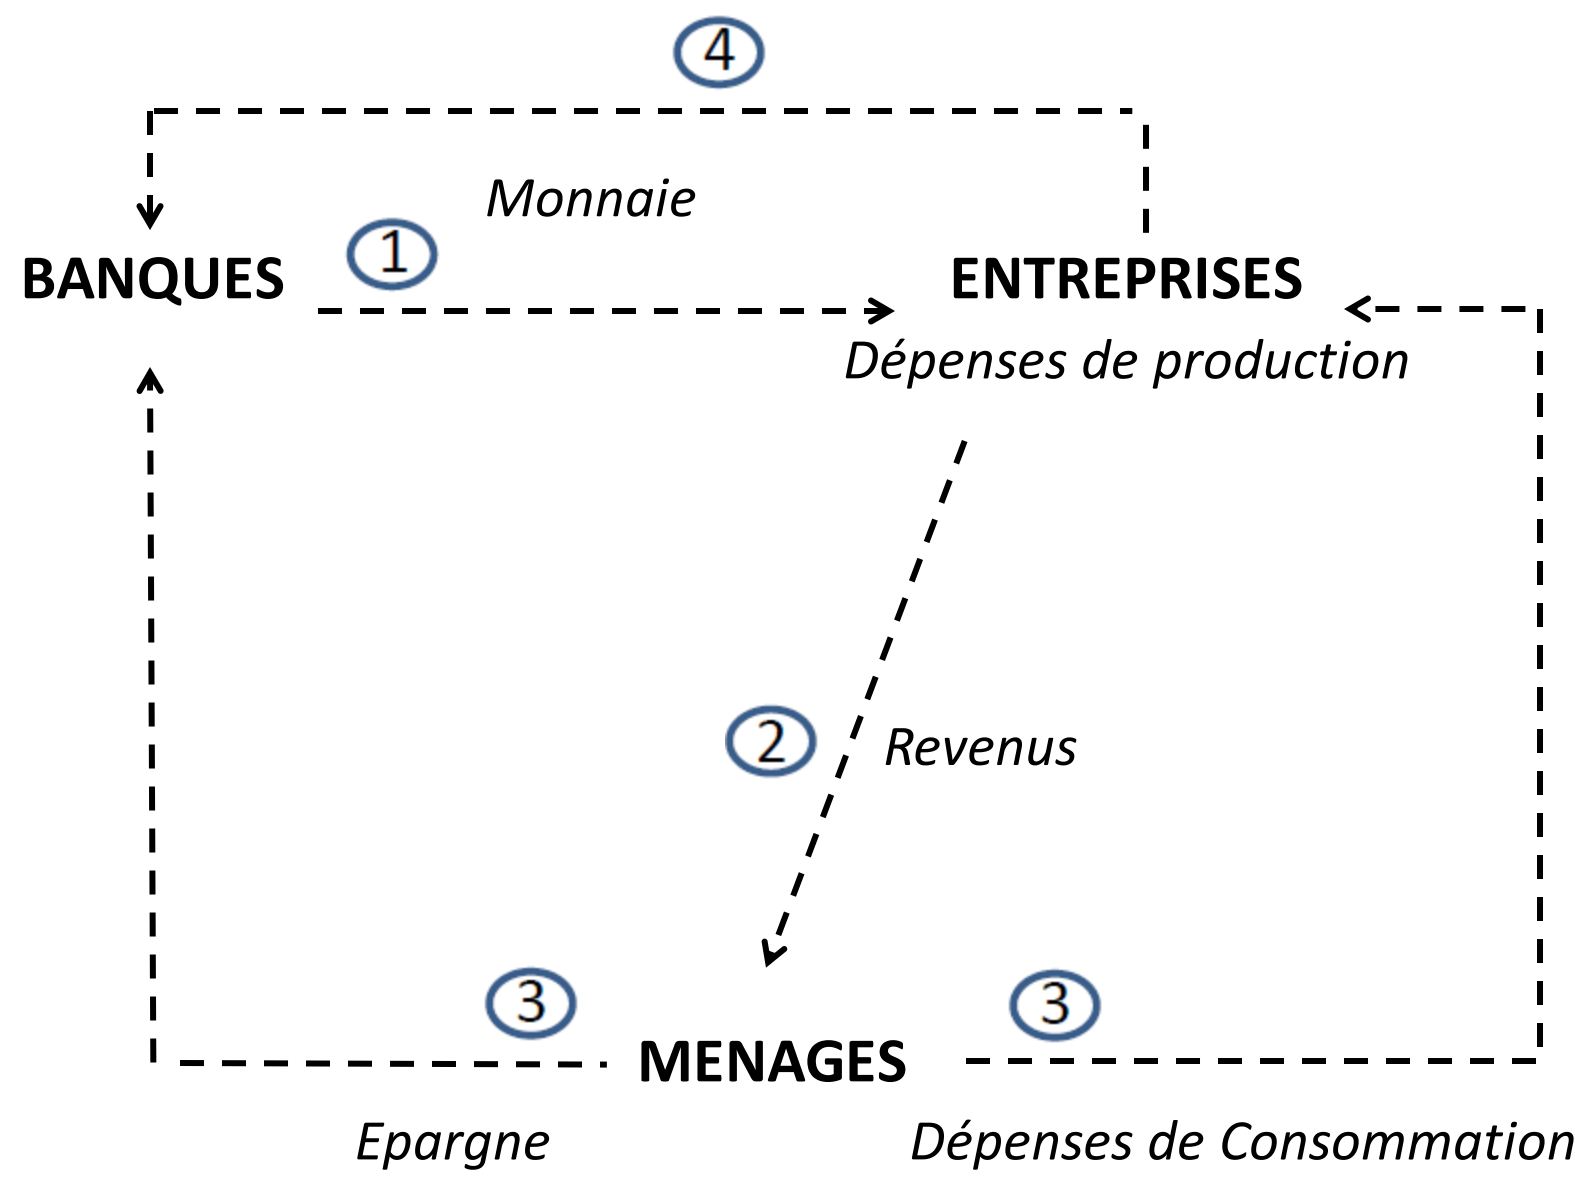 4
Monnaie
1
BANQUES
ENTREPRISES
Dépenses de production
2
Revenus
3
3
MENAGES
Epargne
Dépenses de Consommation